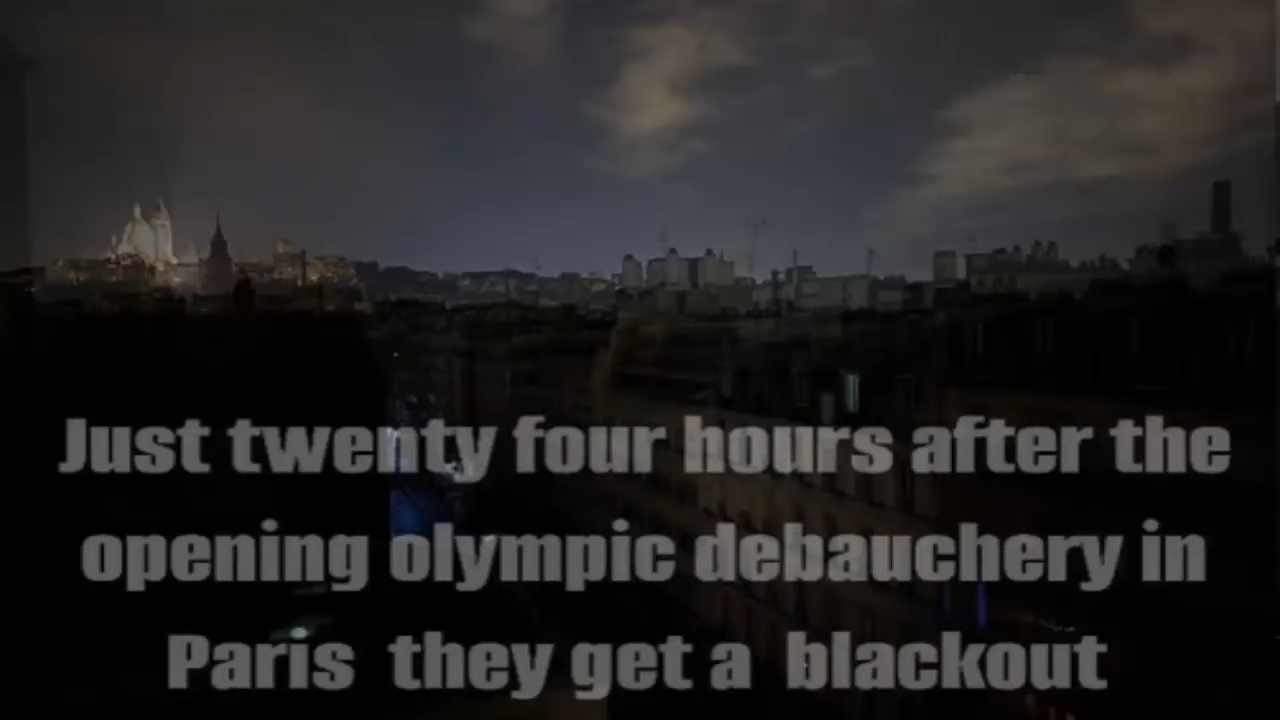 Just twenty four hours after the
opening olympic debauchery in
Paris they get a blackout